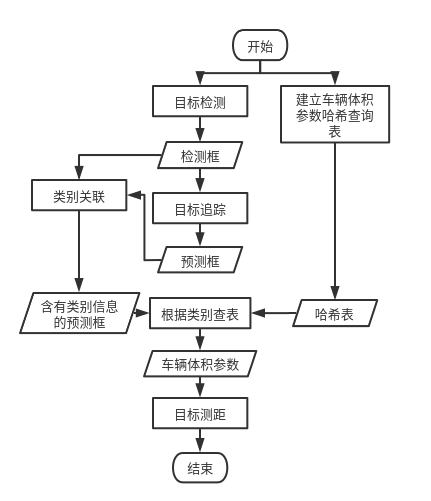 开始
目标检测
建立车辆体积
参数哈希查询
表
检测框
类别关联
目标追踪
预测框
含有类别信息
的预测框
根据类别查表
哈希表
车辆体积参数
目标测距
结束